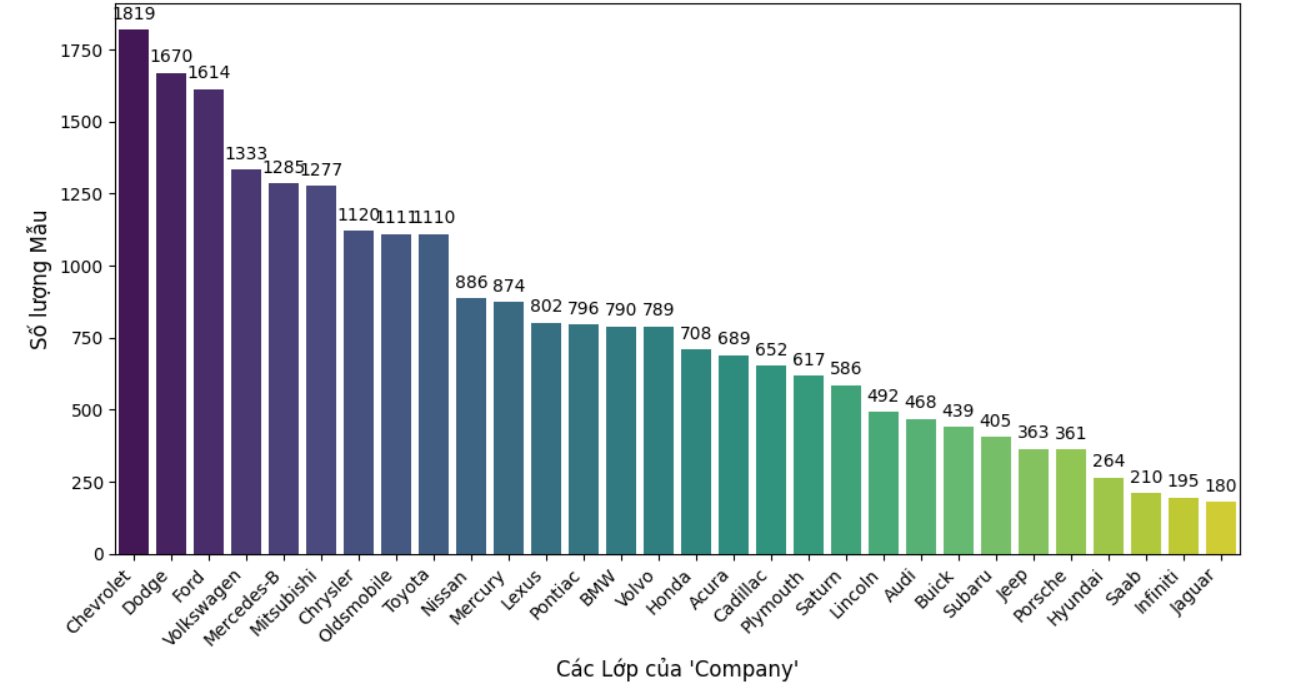 1819
1670
1614
1333
1285
1277
1120
1111
1110
886
874
802
796
790
789
708
689
652
617
586
492
468
439
405
363
361
264
210
195
180
1750
1500
1250
1000
750
500
250
0
Số lượng Mẫu
Chevrolet
Dodge
Ford
Volkswagen
Mercedes-B
Mitsubishi
Chrysler
Oldsmobile
Toyota
Nissan
Mercury
Lexus
Pontiac
BMW
Volvo
Honda
Acura
Cadillac
Plymouth
Saturn
Lincoln
Audi
Buick
Subaru
Jeep
Porsche
Hyundai
Saab
Infiniti
Jaguar
Các Lớp của 'Company'